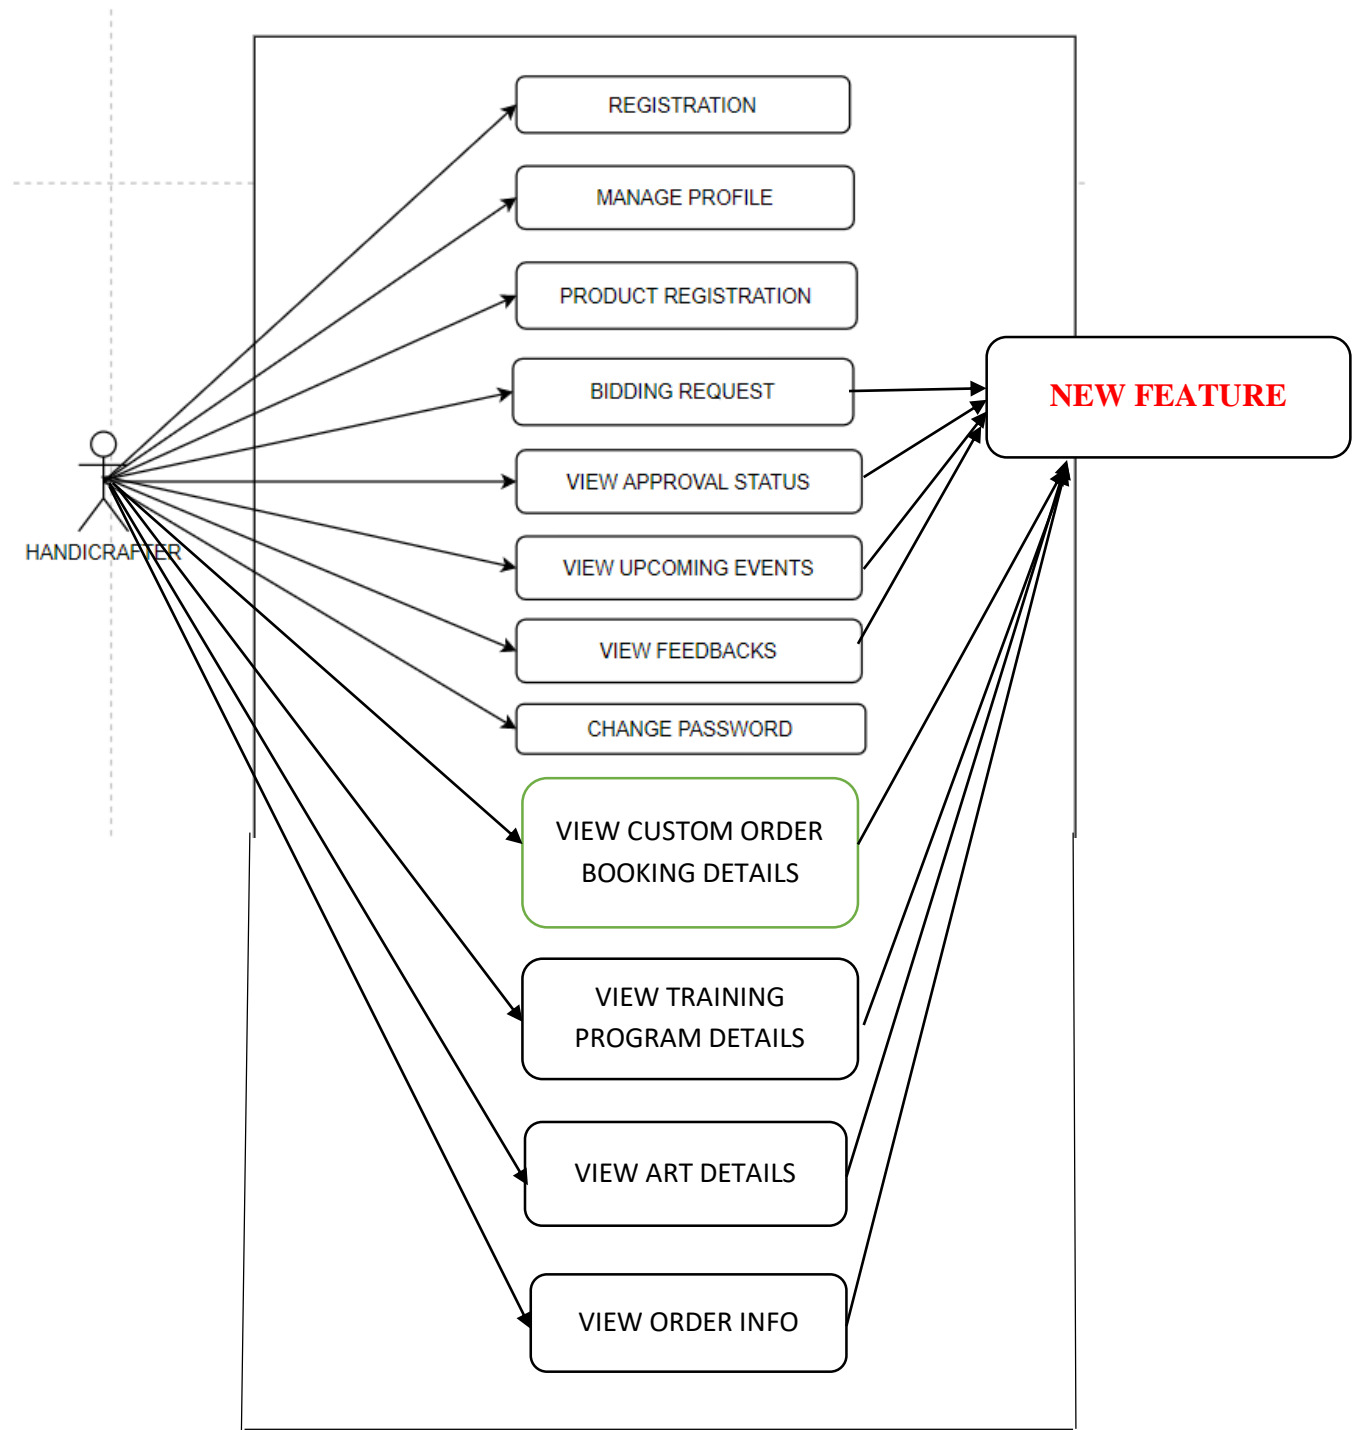 REGISTRATION
MANAGE PROFILE
PRODUCT REGISTRATION
BIDDING REQUEST
NEW FEATURE
VIEW APPROVAL STATUS
HANDICRAFTER
VIEW UPCOMING EVENTS
VIEW FEEDBACKS
CHANGE PASSWORD
VIEW CUSTOM ORDER
BOOKING DETAILS
VIEW TRAINING
PROGRAM DETAILS
VIEW ART DETAILS
VIEW ORDER INFO